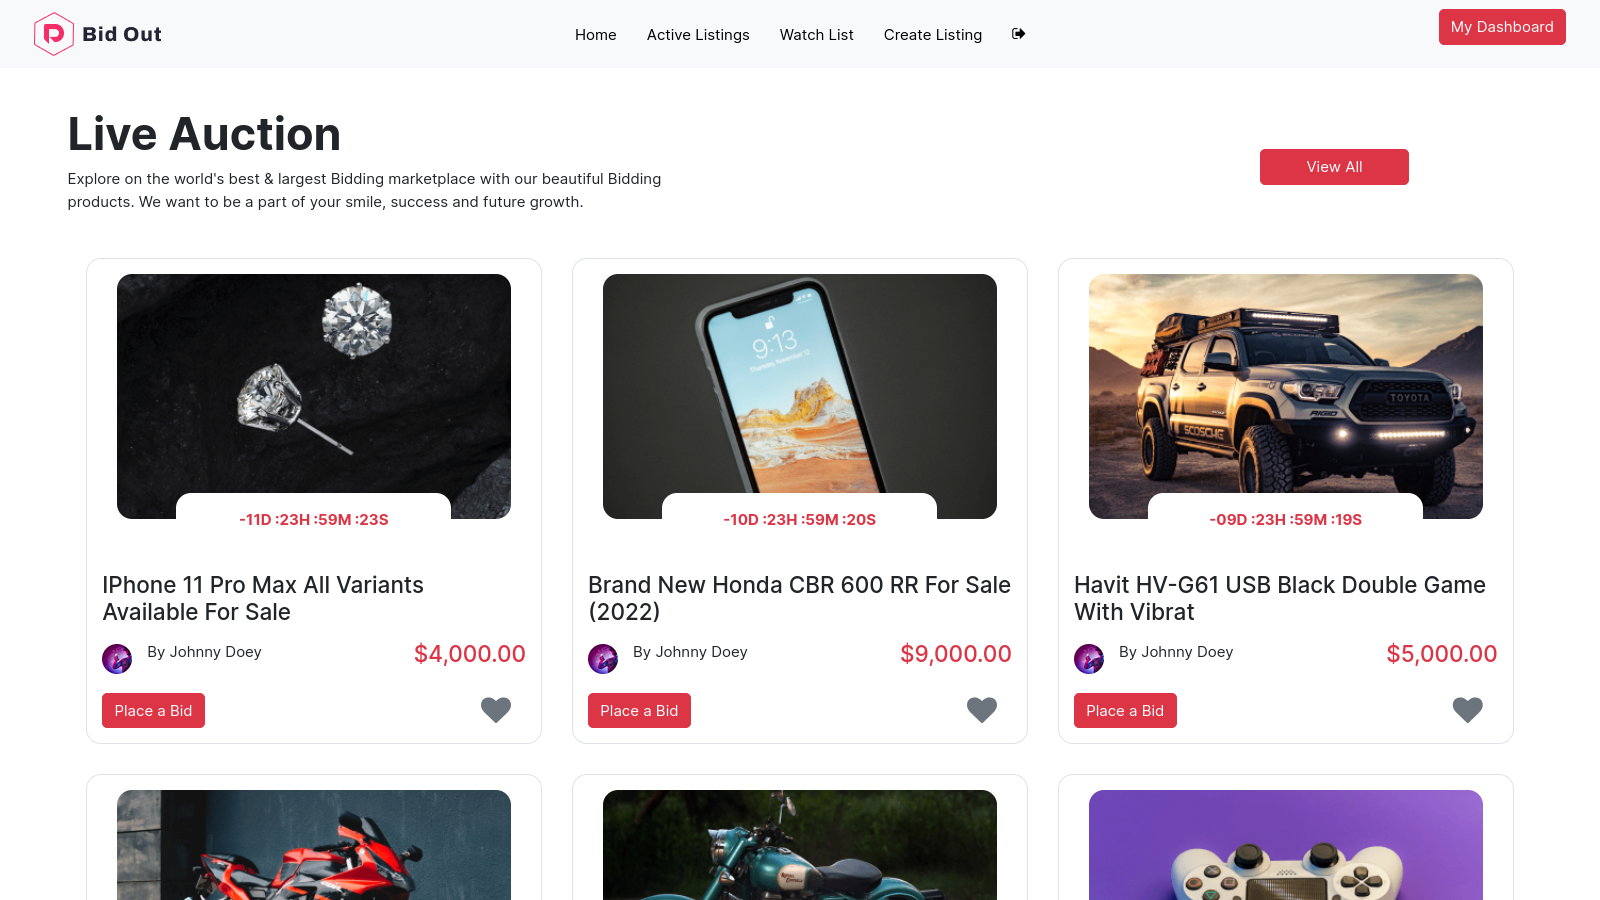 Bid Out
Home
Active Listings
Watch List
Create Listing
My Dashboard
Live Auction
Explore on the world's best & largest Bidding marketplace with our beautiful Bidding
products. We want to be a part of your smile, success and future growth.
View All
9:13
Thursday, November 12
TOYOTA
RIGID
SCOSCHE
-11D :23H :59M :23S
-10D :23H :59M :20S
-09D :23H :59M :19S
IPhone 11 Pro Max All Variants
Available For Sale
By Johnny Doey
$4,000.00
Place a Bid
Brand New Honda CBR 600 RR For Sale
(2022)
By Johnny Doey
$9,000.00
Place a Bid
Havit HV-G61 USB Black Double Game
With Vibrat
By Johnny Doey
$5,000.00
Place a Bid